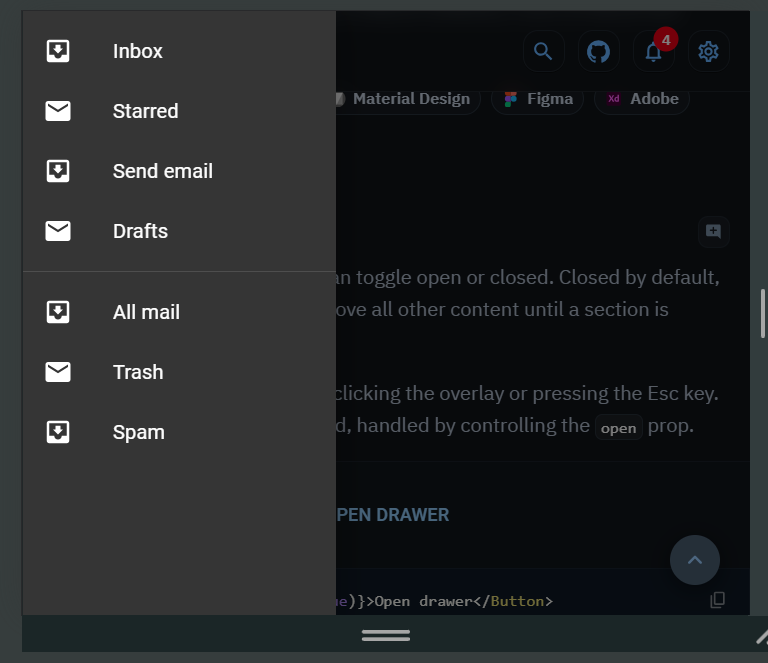 Inbox
Starred
Send email
Drafts
All mail
Trash
Spam
4
Material Design
Figma
Xd Adobe
an toggle open or closed. Closed by default,
ove all other content until a section is
clicking the overlay or pressing the Esc key.
d, handled by controlling the open prop.
PEN DRAWER
ue)}>Open drawer</Button>